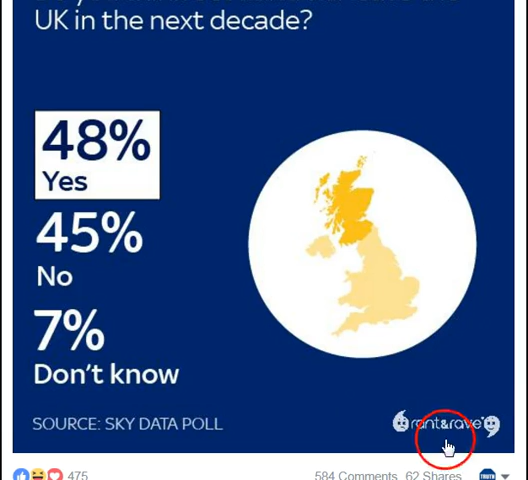 UK in the next decade?
48%
Yes
45%
No
7%
Don't know
SOURCE: SKY DATA POLL
rant&rave
475
584 Comments 62 Shares
TRUTH